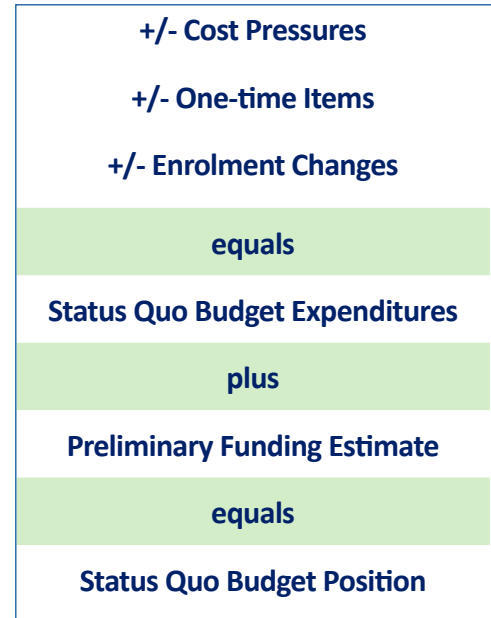 +/- Cost Pressures
+/- One-time Items
+/- Enrolment Changes
equals
Status Quo Budget Expenditures
plus
Preliminary Funding Estimate
equals
Status Quo Budget Position